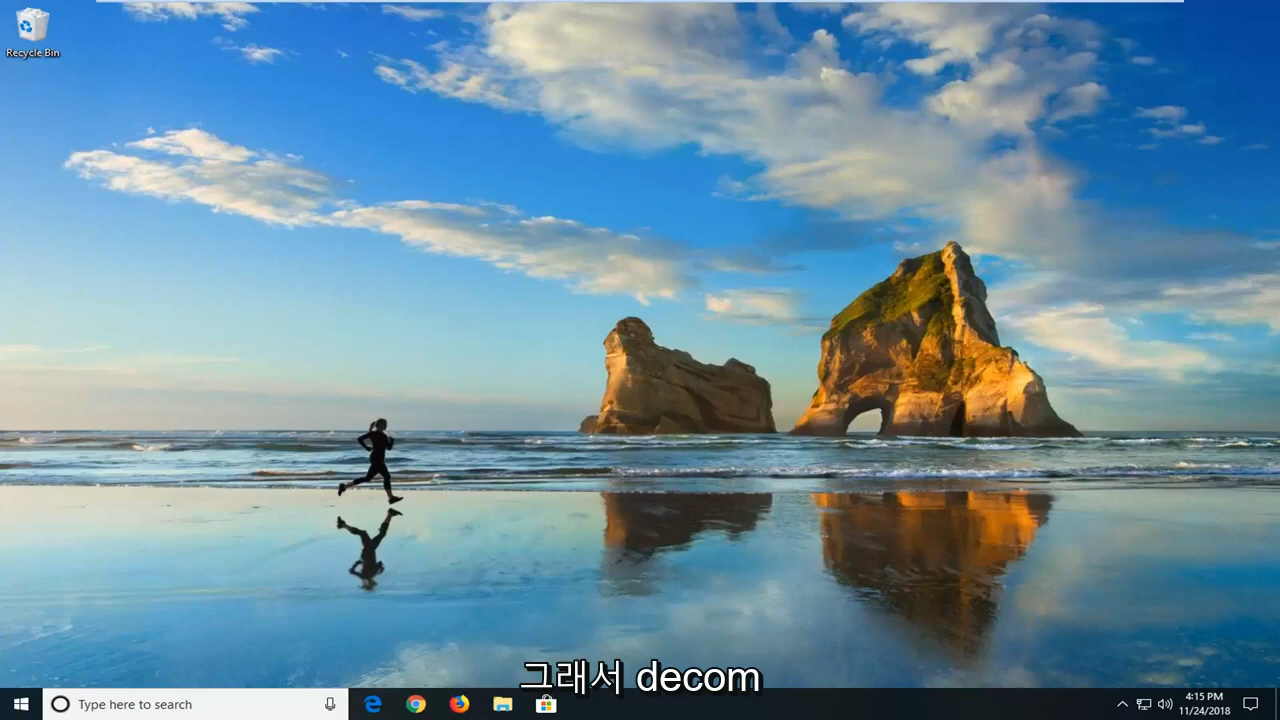 Recycle Bin
그래서 decom
Type here to search
4:15 PM
11/24/2018